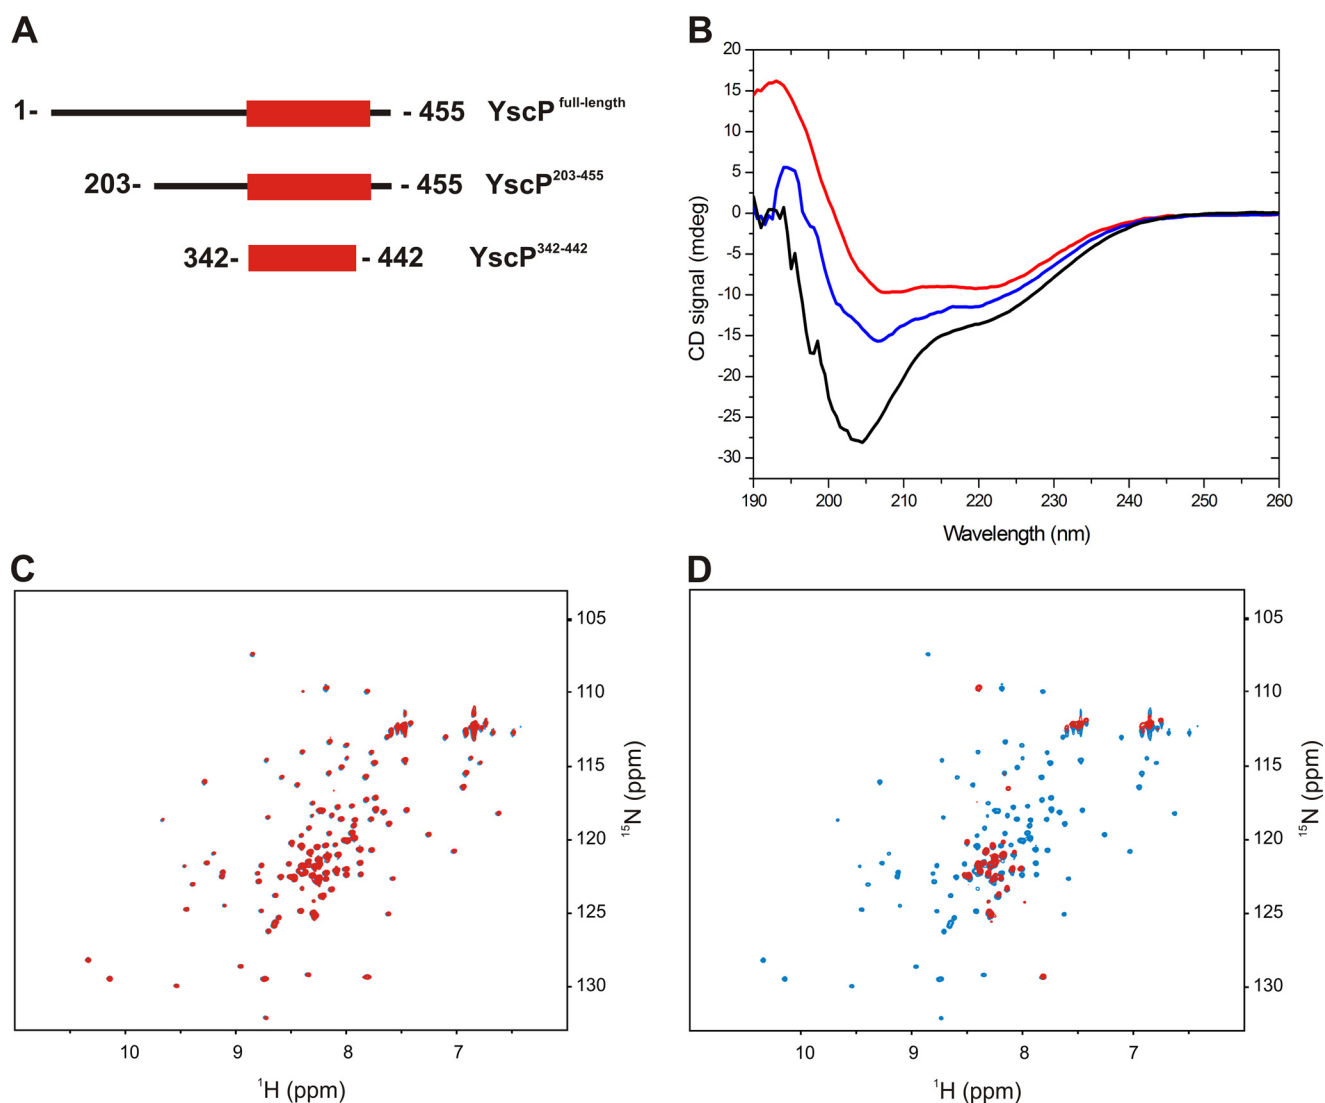 A
1- - 455 YscP full-length
203- - 455 YscP 203-455
342- - 442 YscP 342-442
B
20
15
10
5
0
-5
-10
-15
-20
-25
-30
CD signal (mdeg)
190 200 210 220 230 240 250 260
Wavelength (nm)
C
105
110
115
120
125
130
15N (ppm)
10 9 8 7
1H (ppm)
D
105
110
115
120
125
130
15N (ppm)
10 9 8 7
1H (ppm)